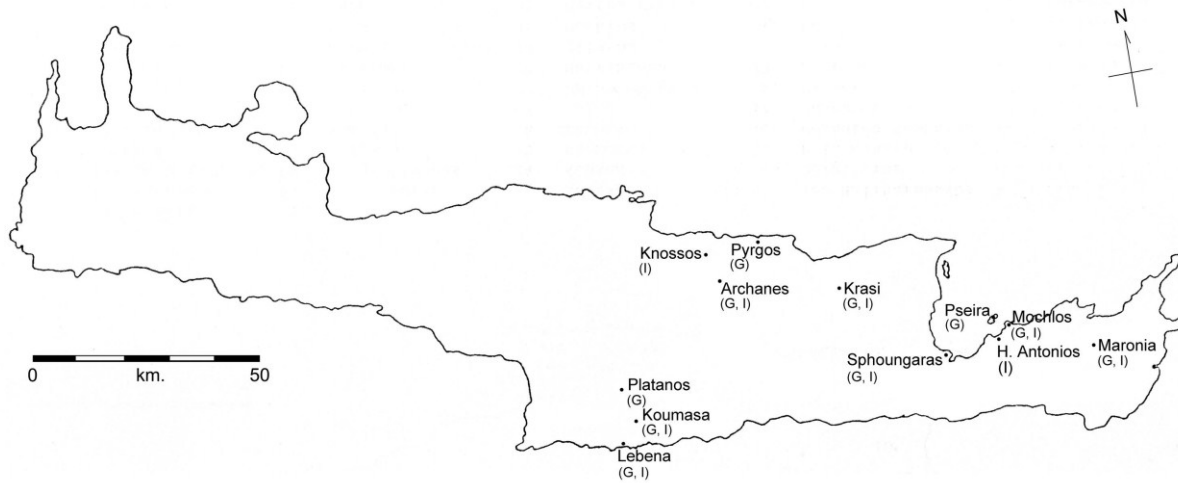 N
Knossos
(I)
Pyrgos
(G)
Archanes
(G, I)
Krasi
(G, I)
Pseira
(G)
Mochlos
(G, I)
H. Antonios
(I)
Maronia
(G, I)
Sphoungaras
(G, I)
Platanos
(G)
Koumasa
(G, I)
Lebena
(G, I)
0 50
km.